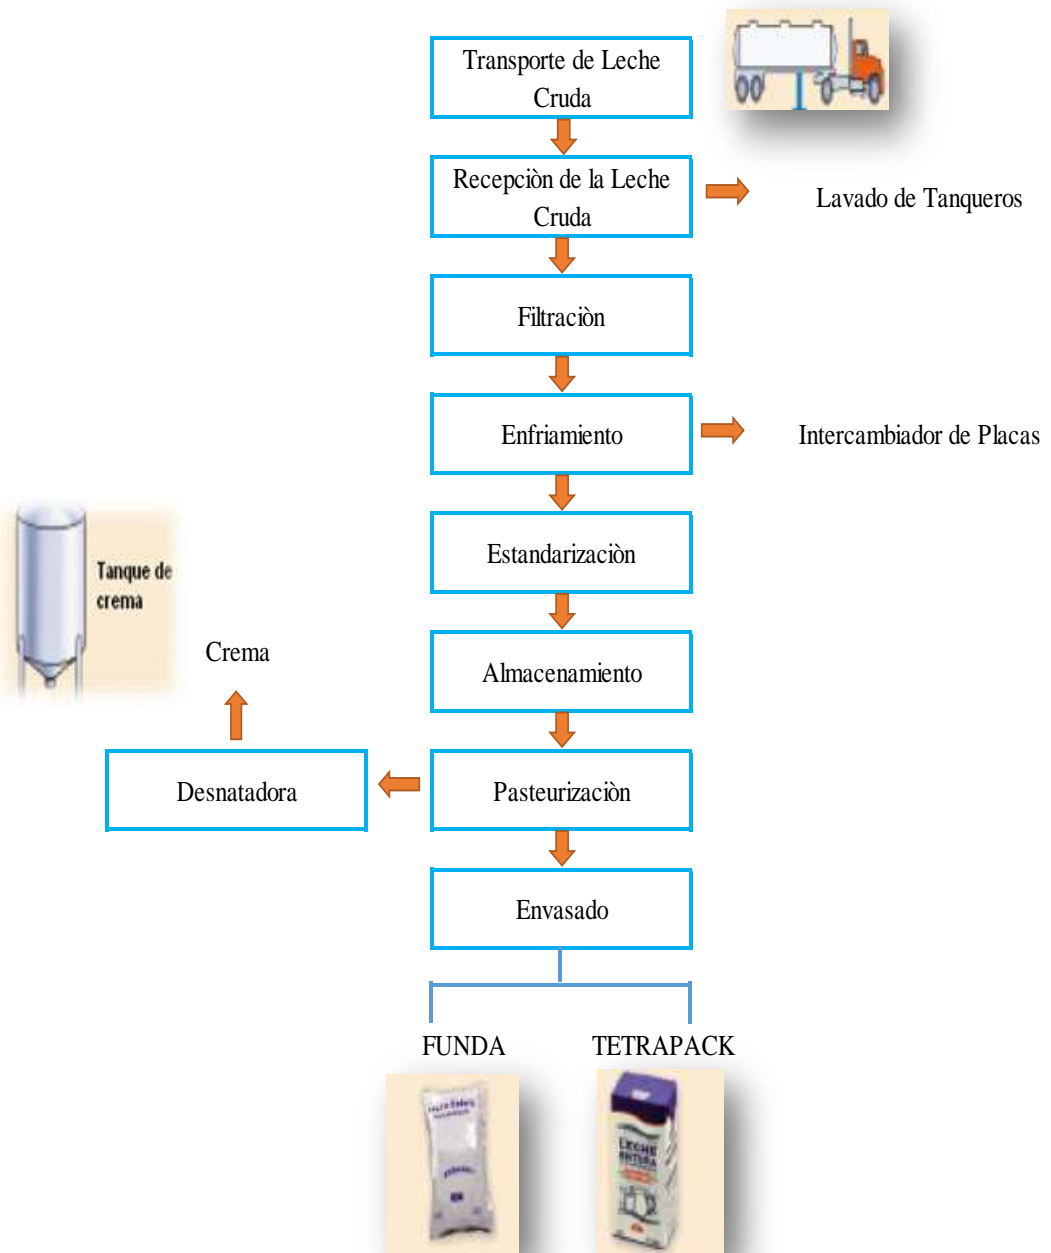 Transporte de Leche
Cruda
Recepciòn de la Leche
Cruda
Lavado de Tanqueros
Filtraciòn
Enfriamiento
Intercambiador de Placas
Estandarizaciòn
Tanque de
crema
Crema
Almacenamiento
Desnatadora
Pasteurizaciòn
Envasado
FUNDA
TETRAPACK
LECHE
ENTERA